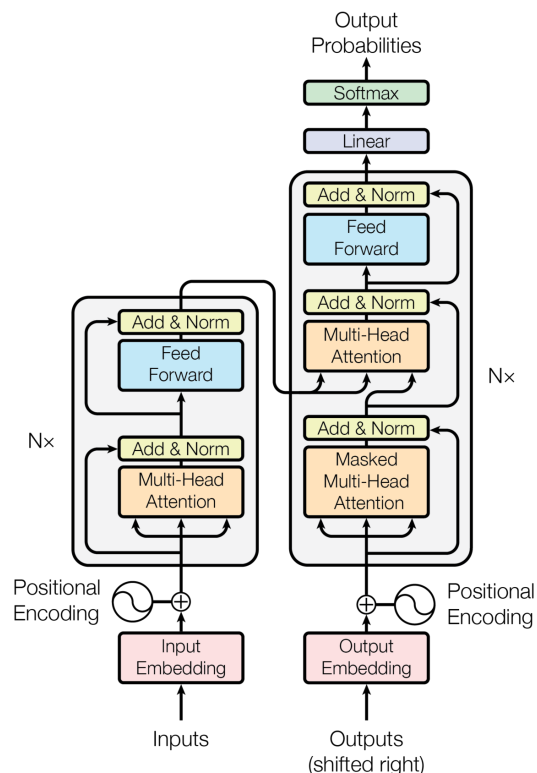 Output
Probabilities
Softmax
Linear
Add & Norm
Feed
Forward
Add & Norm
Multi-Head
Attention
Add & Norm
Masked
Multi-Head
Attention
N×
Positional
Encoding
Output
Embedding
Outputs
(shifted right)
Add & Norm
Feed
Forward
Add & Norm
Multi-Head
Attention
N×
Positional
Encoding
Input
Embedding
Inputs